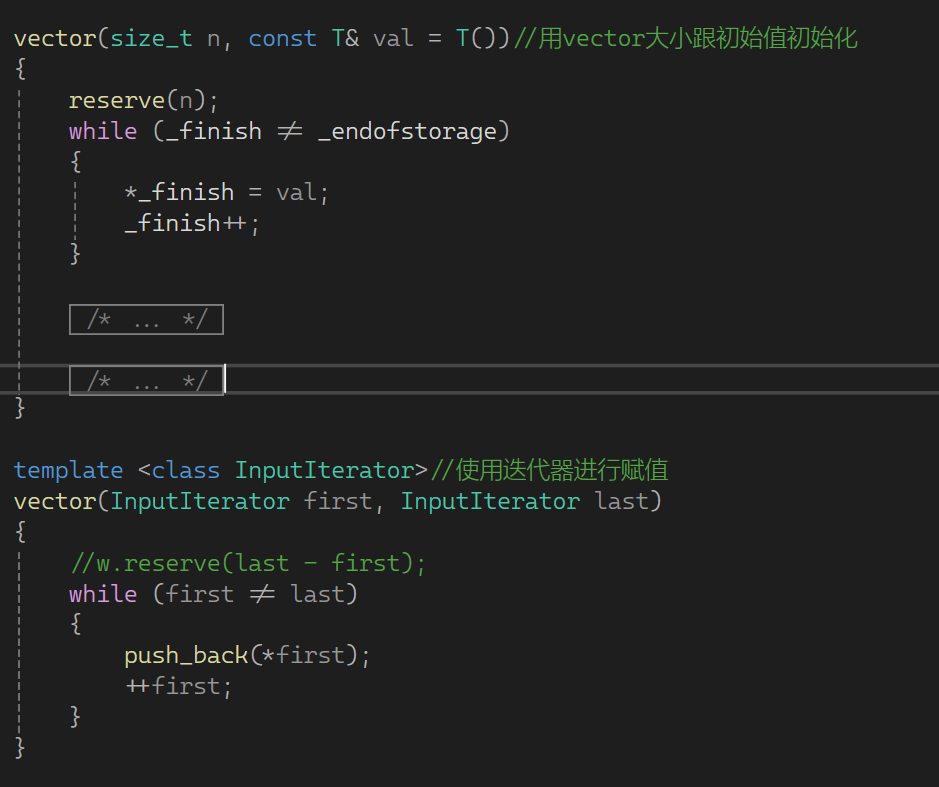 vector(size_t n, const T& val = T())//用vector大小跟初始值初始化
{
reserve(n);
while (_finish != _endofstorage)
{
*_finish = val;
_finish++;
}
/* ... */
/* ... */
}
template <class InputIterator>//使用迭代器进行赋值
vector(InputIterator first, InputIterator last)
{
//w.reserve(last - first);
while (first != last)
{
push_back(*first);
++first;
}
}